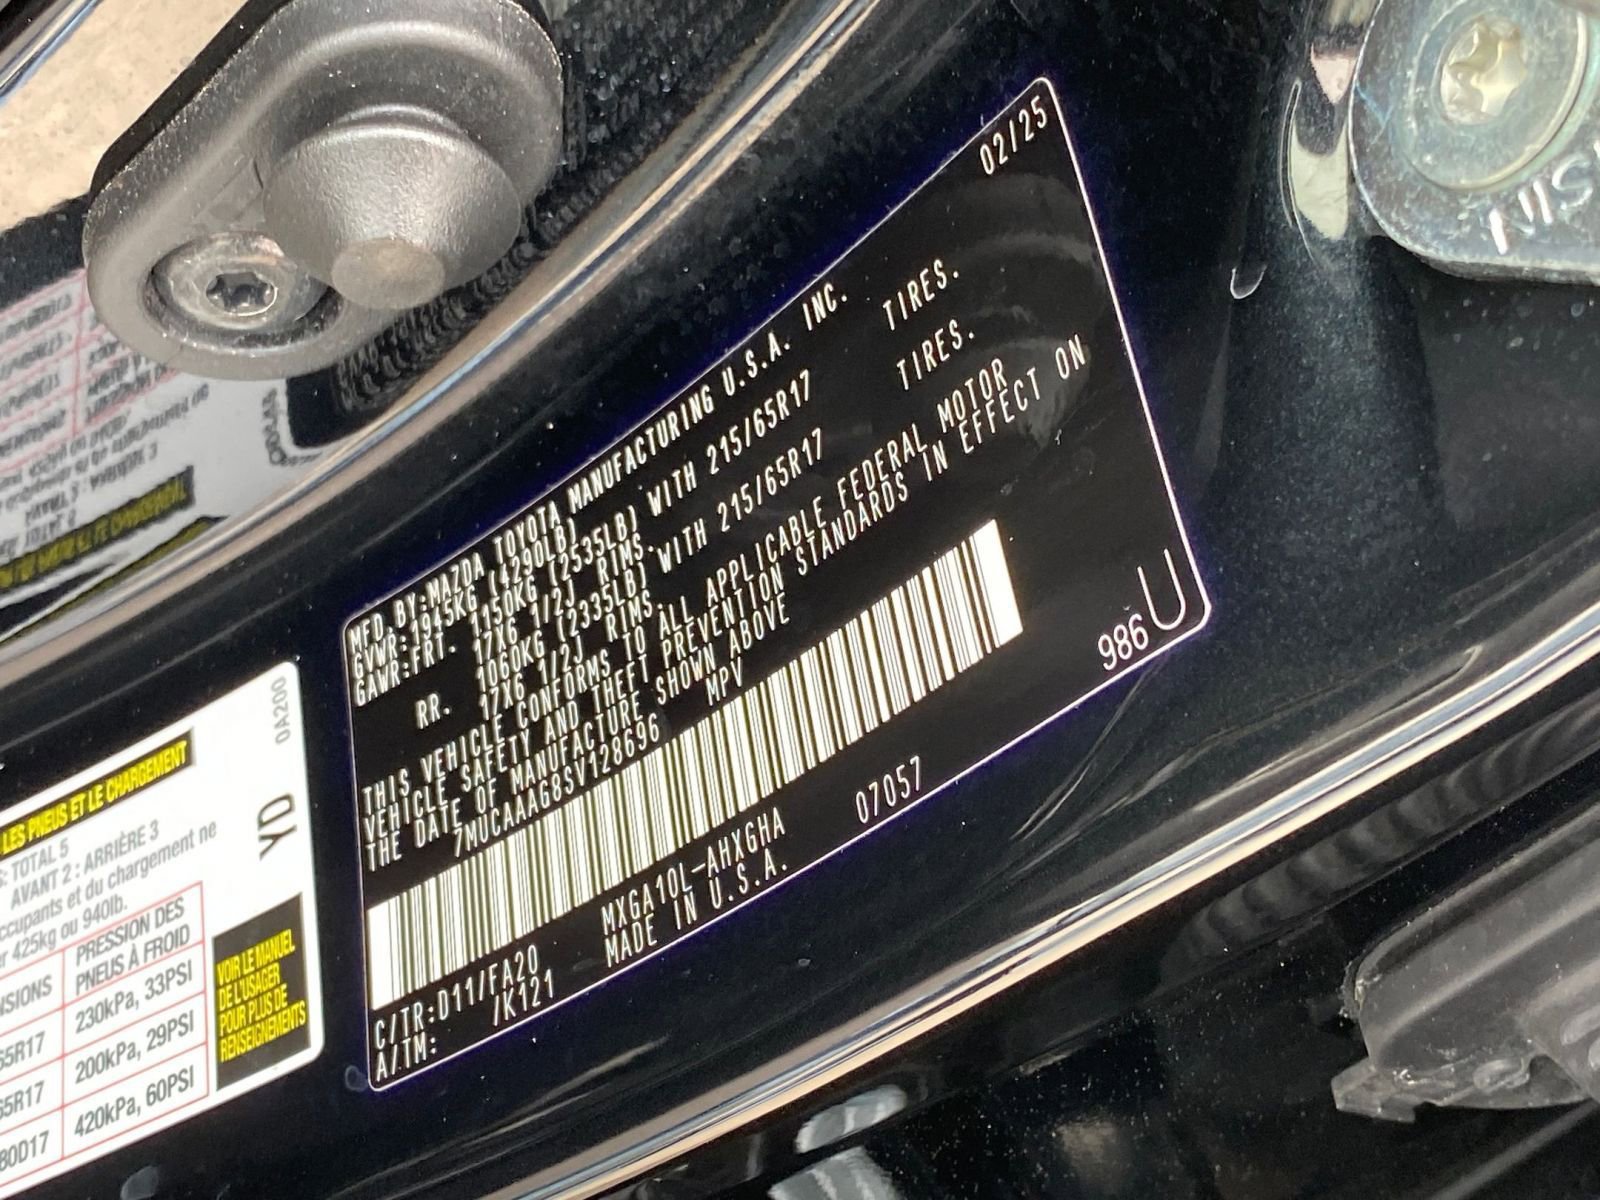 02/25
MFD. BY:MAZDA TOYOTA MANUFACTURING U.S.A. INC.
GVWR:1945KG (4290LB)
GAWR:FRT. 1150KG (2535LB) WITH 215/65R17 TIRES.
17X6 1/2J RIMS.
RR. 1060KG (2335LB) WITH 215/65R17 TIRES.
17X6 1/2J RIMS.
THIS VEHICLE CONFORMS TO ALL APPLICABLE FEDERAL MOTOR
VEHICLE SAFETY AND THEFT PREVENTION STANDARDS IN EFFECT ON
THE DATE OF MANUFACTURE SHOWN ABOVE
7MUCAAAG8SV128696 MPV
986 U
C/TR:D11/FA20 MXGA10L-AHXGHA 07057
A/TM: /K121 MADE IN U.S.A.
LES PNEUS ET LE CHARGEMENT
TOTAL 5
AVANT 2 : ARRIÈRE 3
occupants et du chargement ne
425kg ou 940lb.
PRESSION DES
PNEUS À FROID
230kPa, 33PSI
65R17
200kPa, 29PSI
65R17
420kPa, 60PSI
80D17
0A200
YD
VOIR LE MANUEL
DE L'USAGER
POUR PLUS DE
RENSEIGNEMENTS